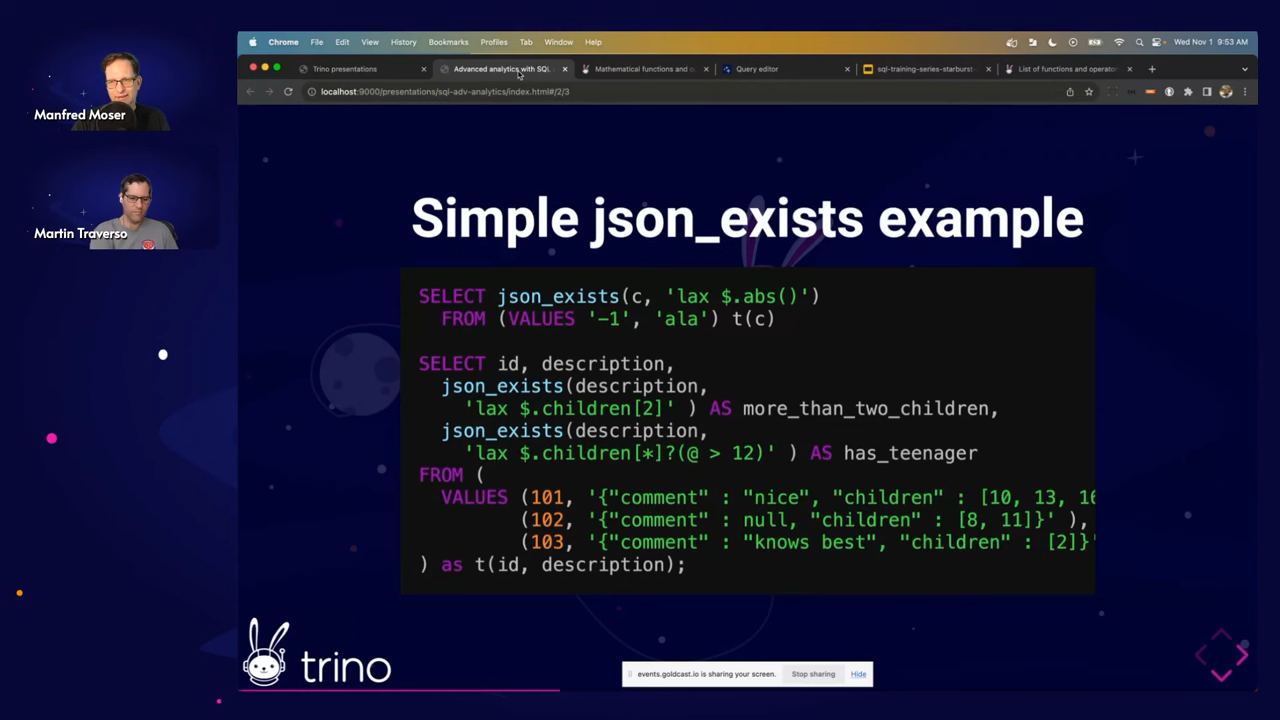 Chrome File Edit View History Bookmarks Profiles Tab Window Help
Wed Nov 1 9:53 AM
Trino presentations
Advanced analytics with SQL
Mathematical functions and o
Query editor
sql-training-series-starburst
List of functions and operator
localhost:9000/presentations/sql-adv-analytics/index.html#/2/3
Manfred Moser
Martin Traverso
Simple json_exists example
SELECT json_exists(c, 'lax $.abs()')
FROM (VALUES '-1', 'ala') t(c)
SELECT id, description,
json_exists(description,
'lax $.children[2]' ) AS more_than_two_children,
json_exists(description,
'lax $.children[*]?(@ > 12)' ) AS has_teenager
FROM (
VALUES (101, '{"comment" : "nice", "children" : [10, 13, 16
(102, '{"comment" : null, "children" : [8, 11]}' ),
(103, '{"comment" : "knows best", "children" : [2]}'
) as t(id, description);
trino
events.goldcast.io is sharing your screen. Stop sharing Hide